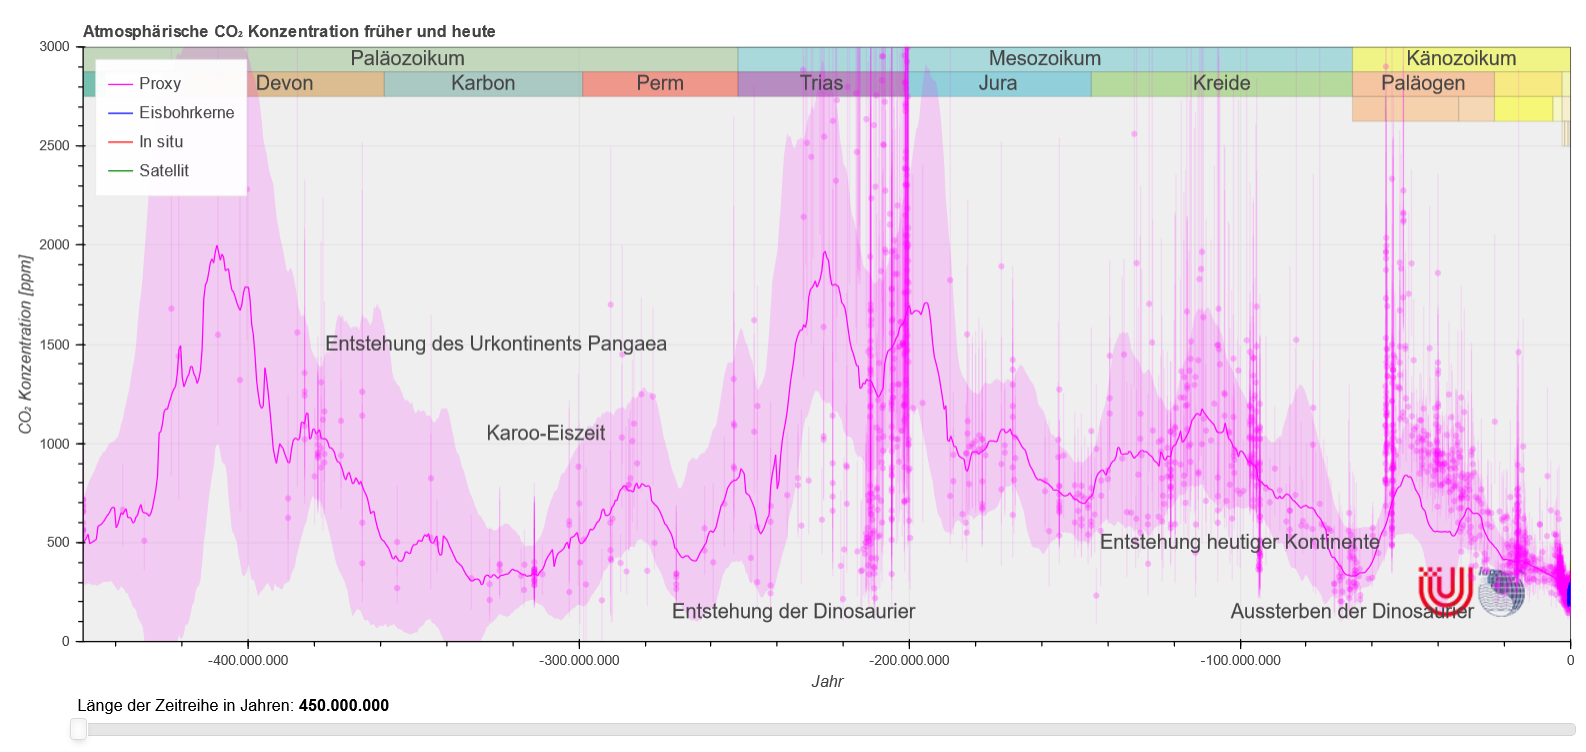 Atmosphärische CO₂ Konzentration früher und heute
Paläozoikum
Mesozoikum
Känozoikum
Devon
Karbon
Perm
Trias
Jura
Kreide
Paläogen
Proxy
Eisbohrkerne
In situ
Satellit
CO₂ Konzentration [ppm]
3000
2500
2000
1500
1000
500
0
Entstehung des Urkontinents Pangaea
Karoo-Eiszeit
Entstehung heutiger Kontinente
Entstehung der Dinosaurier
Aussterben der Dinosaurier
iup
-400.000.000
-300.000.000
-200.000.000
-100.000.000
0
Jahr
Länge der Zeitreihe in Jahren: 450.000.000